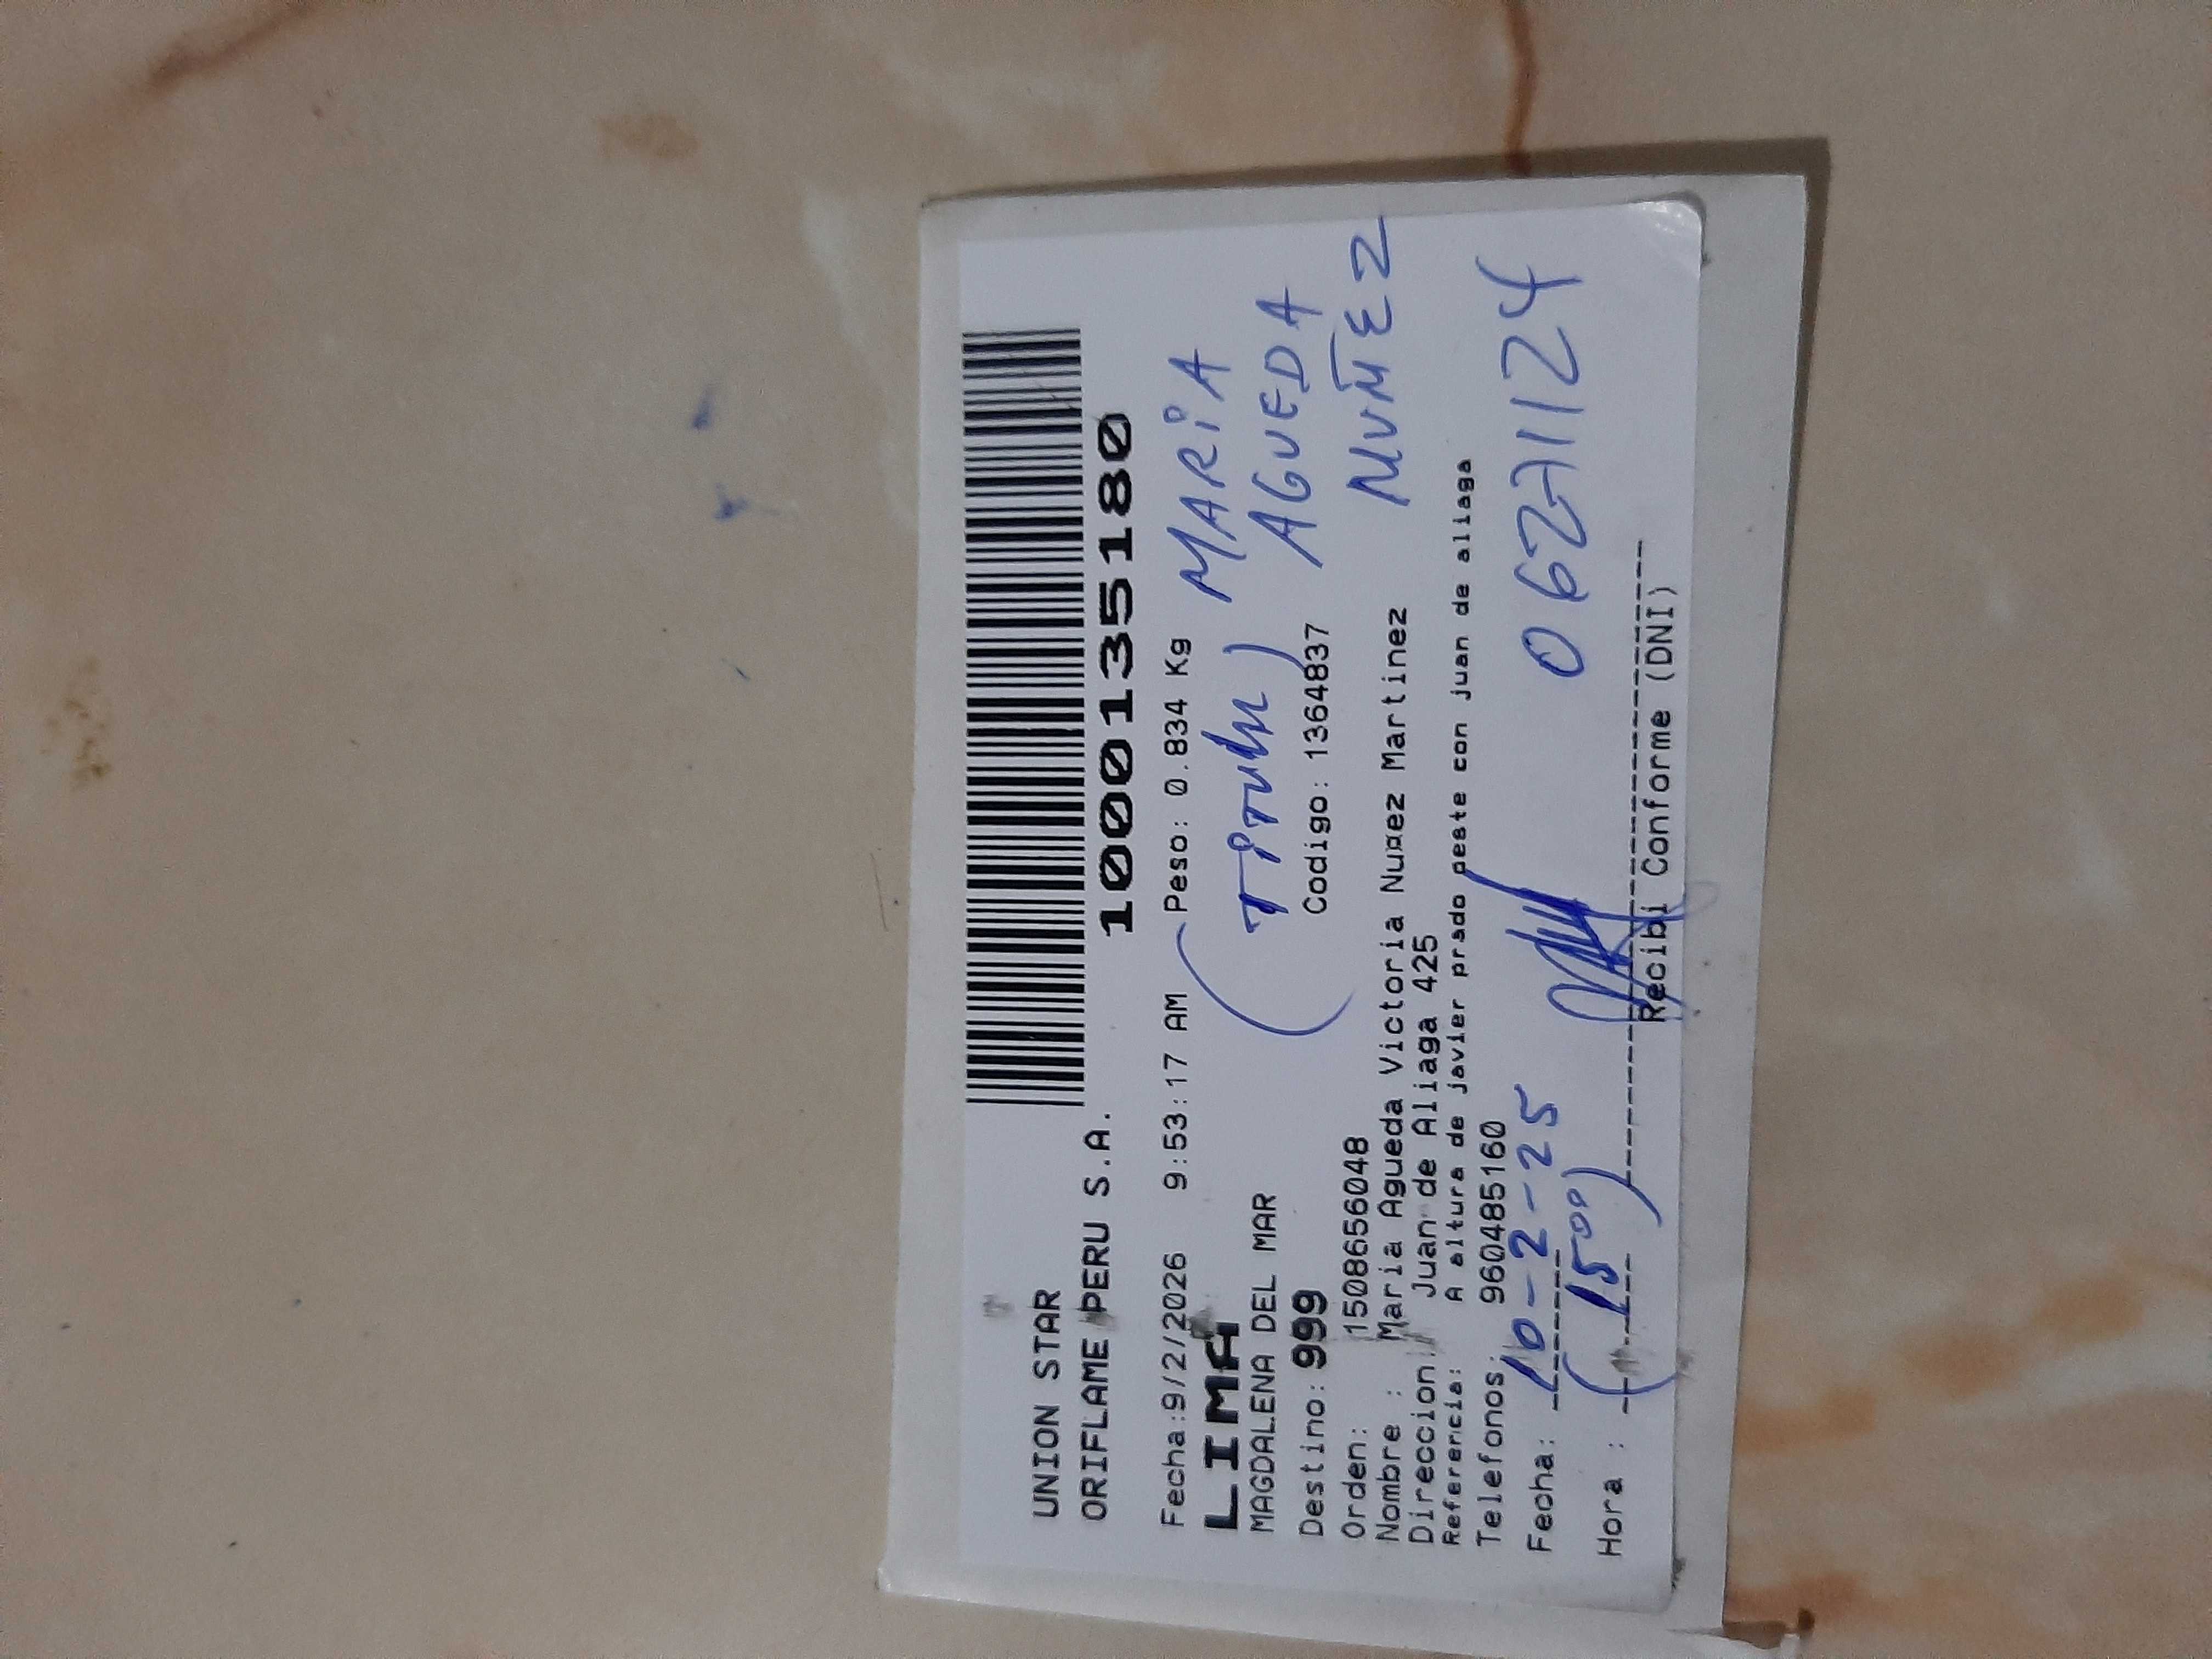 UNION STAR
ORIFLAME PERU S.A.
1000135180
Fecha:9/2/2026 9:53:17 AM Peso: 0.834 Kg
LIMA
MAGDALENA DEL MAR
(TITULAR) MARIA
AGUEDA
NUÑEZ
Destino: 999 Codigo: 1364837
Orden: 1508656048
Nombre : Maria Agueda Victoria Nuñez Martinez
Direccion: Juan de Aliaga 425
Referencia: A altura de javier prado oeste con juan de aliaga
Telefonos: 960485160
Fecha: 10-2-25 06271124
Hora : (15:00)
Recibi Conforme (DNI)